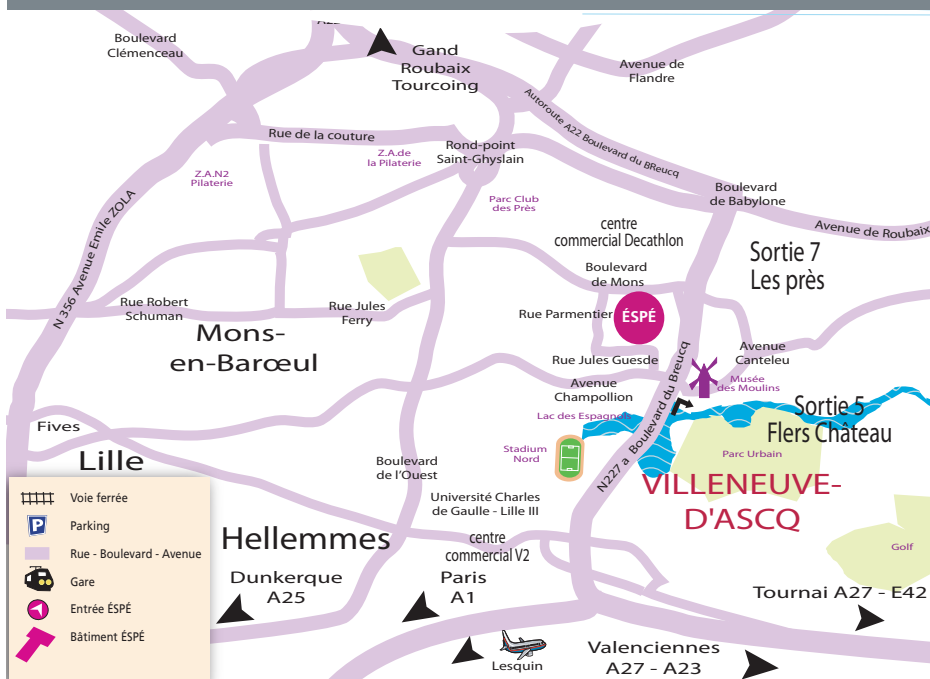 A22
Boulevard
Clémenceau
Gand
Roubaix
Tourcoing
Avenue de
Flandre
Autoroute A22 Boulevard du BReucq
Rue de la couture
Rond-point
Saint-Ghyslain
Z.A.de
la Pilaterie
Z.A.N2
Pilaterie
Parc Club
des Près
Boulevard
de Babylone
Avenue de Roubaix
N 356 Avenue Emile ZOLA
centre
commercial Decathlon
Sortie 7
Les près
Boulevard
de Mons
Rue Robert
Schuman
Rue Jules
Ferry
Rue Parmentier
ÉSPÉ
Mons-
en-Barœul
Rue Jules Guesde
Avenue
Canteleu
Avenue
Champollion
Musée
des Moulins
N227 a Boulevard du Breucq
Lac des Espagnols
Sortie 5
Flers Château
Fives
Lille
Stadium
Nord
Parc Urbain
Boulevard
de l'Ouest
VILLENEUVE-
D'ASCQ
Université Charles
de Gaulle - Lille III
Hellemmes
centre
commercial V2
Golf
Dunkerque
A25
Paris
A1
Tournai A27 - E42
Lesquin
Valenciennes
A27 - A23
Voie ferrée
P
Parking
Rue - Boulevard - Avenue
Gare
Entrée ÉSPÉ
Bâtiment ÉSPÉ